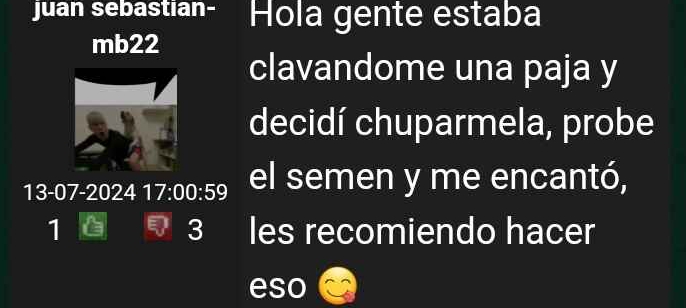 juan sebastian-
mb22
13-07-2024 17:00:59
1 3
Hola gente estaba
clavandome una paja y
decidí chuparmela, probe
el semen y me encantó,
les recomiendo hacer
eso 😋